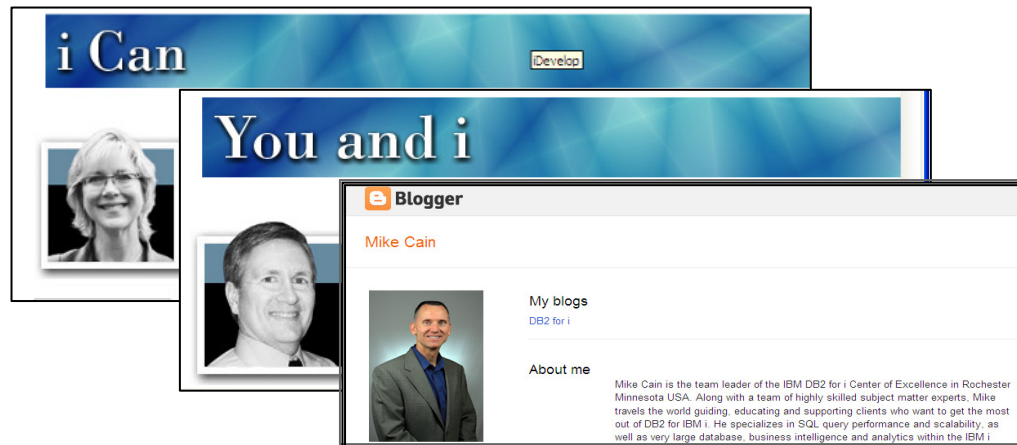 i Can
iDevelop
You and i
Blogger
Mike Cain
My blogs
DB2 for i
About me
Mike Cain is the team leader of the IBM DB2 for i Center of Excellence in Rochester
Minnesota USA. Along with a team of highly skilled subject matter experts, Mike
travels the world guiding, educating and supporting clients who want to get the most
out of DB2 for IBM i. He specializes in SQL query performance and scalability, as
well as very large database, business intelligence and analytics within the IBM i